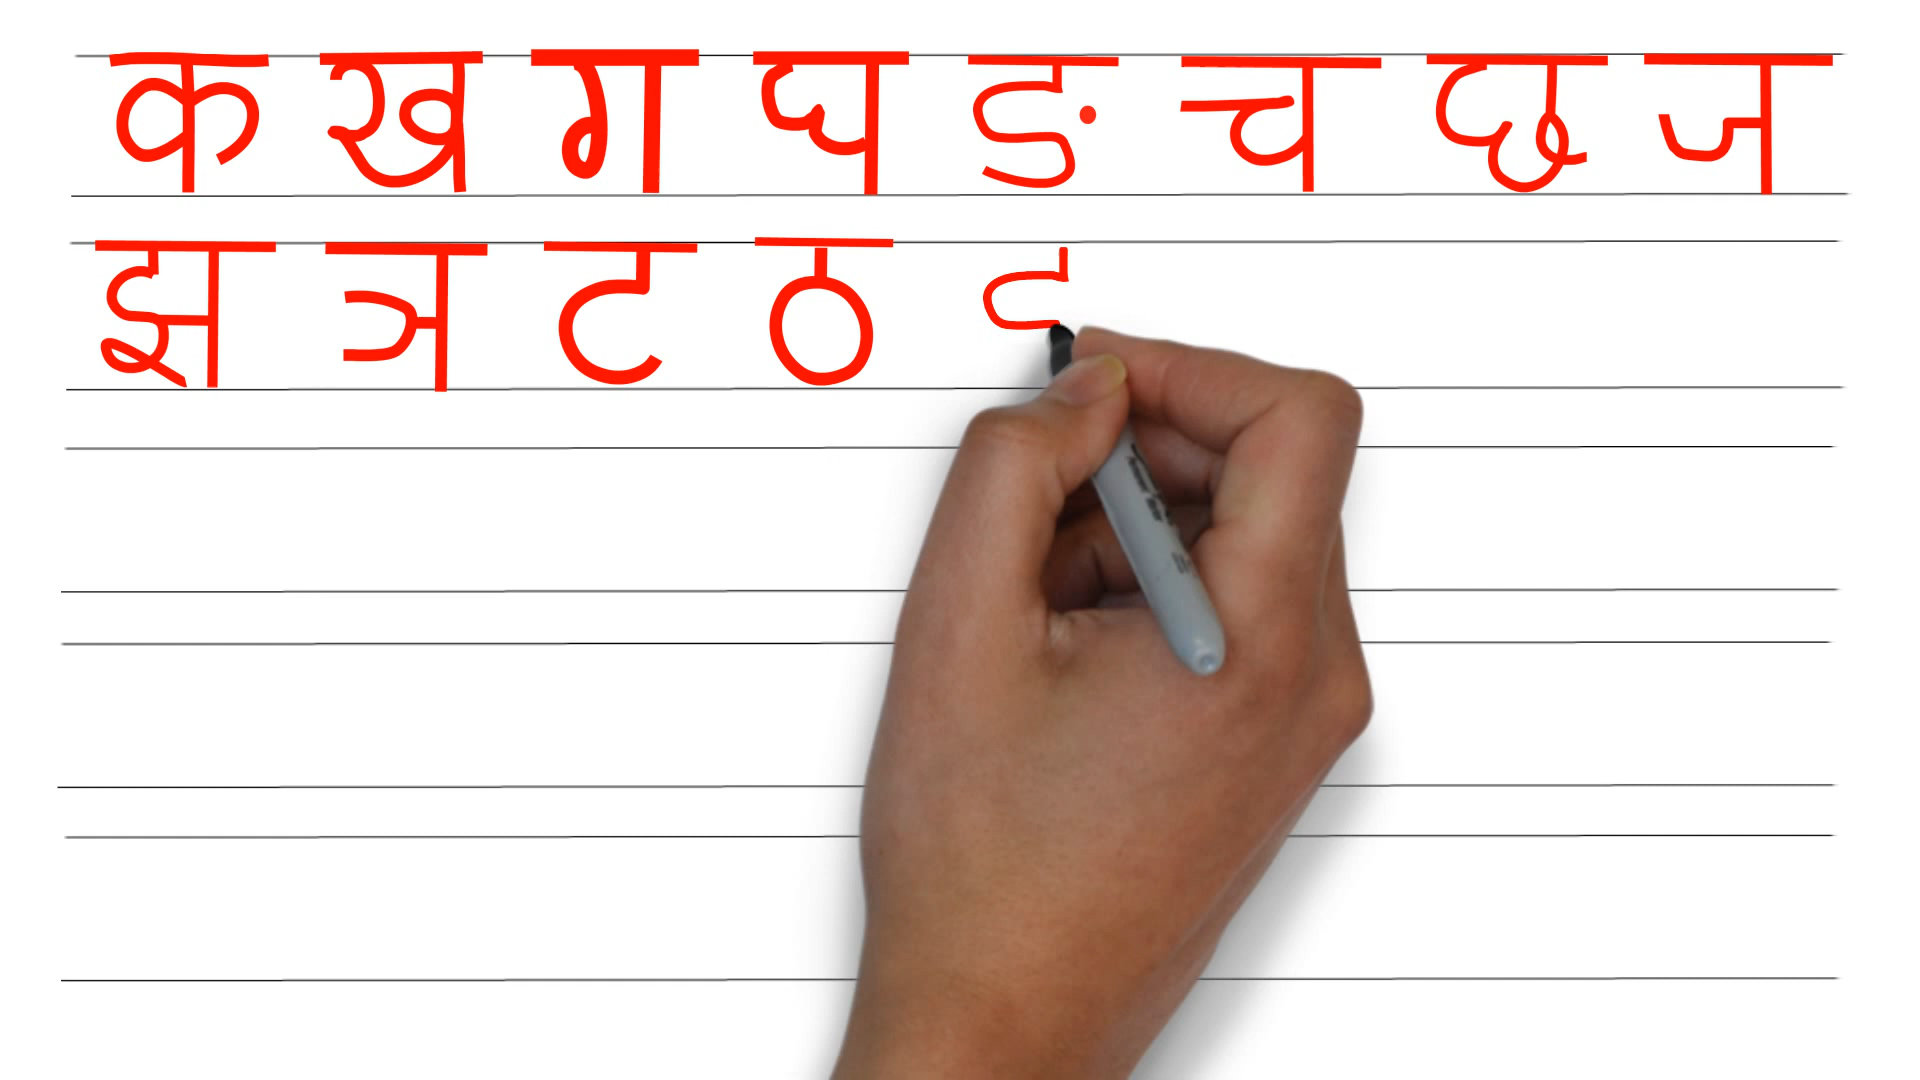 क ख ग घ ङ च छ ज
झ ञ ट ठ